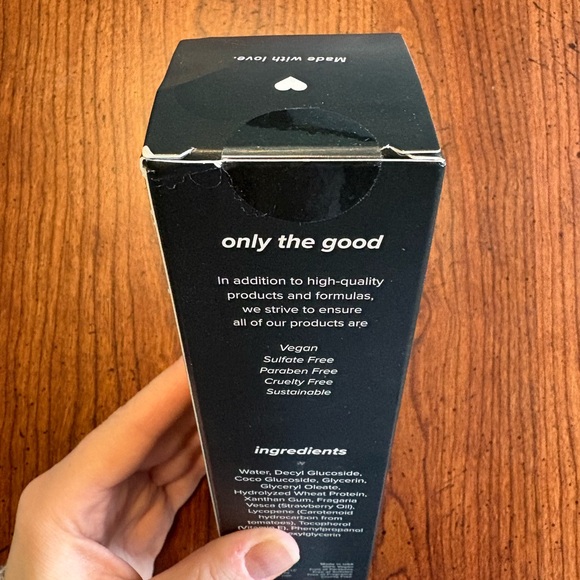 Made with love.
only the good
In addition to high-quality
products and formulas,
we strive to ensure
all of our products are
Vegan
Sulfate Free
Paraben Free
Cruelty Free
Sustainable
ingredients
Water, Decyl Glucoside,
Coco Glucoside, Glycerin,
Glyceryl Oleate,
Hydrolyzed Wheat Protein,
Xanthan Gum, Fragaria
Vesca (Strawberry Oil),
Lycopene (Carotenoid
hydrocarbon from
tomatoes), Tocopherol
(Vitamin E), Phenylpropanol